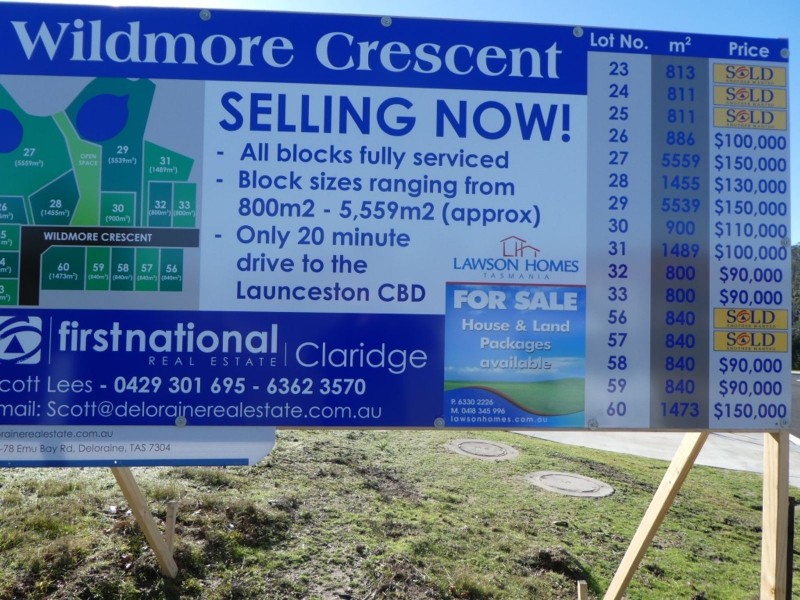 Wildmore Crescent
SELLING NOW!
- All blocks fully serviced
- Block sizes ranging from
800m2 - 5,559m2 (approx)
- Only 20 minute
drive to the
Launceston CBD
27
(5559m²)
OPEN
SPACE
29
(5539m²)
31
(1489m²)
28
(1455m²)
30
(900m²)
32
(800m²)
33
(800m²)
WILDMORE CRESCENT
60
(1473m²)
59
(840m²)
58
(840m²)
57
(840m²)
56
(840m²)
LAWSON HOMES
TASMANIA
FOR SALE
House & Land
Packages
available
P. 6330 2226
M. 0418 345 996
lawsonhomes.com.au
firstnational
REAL ESTATE
Claridge
cott Lees - 0429 301 695 - 6362 3570
mail: Scott@delorainerealestate.com.au
rainerealestate.com.au
-78 Emu Bay Rd, Deloraine, TAS 7304
Lot No. m² Price
23 813 SOLD
24 811 SOLD
25 811 SOLD
26 886 $100,000
27 5559 $150,000
28 1455 $130,000
29 5539 $150,000
30 900 $110,000
31 1489 $100,000
32 800 $90,000
33 800 $90,000
56 840 SOLD
57 840 SOLD
58 840 $90,000
59 840 $90,000
60 1473 $150,000